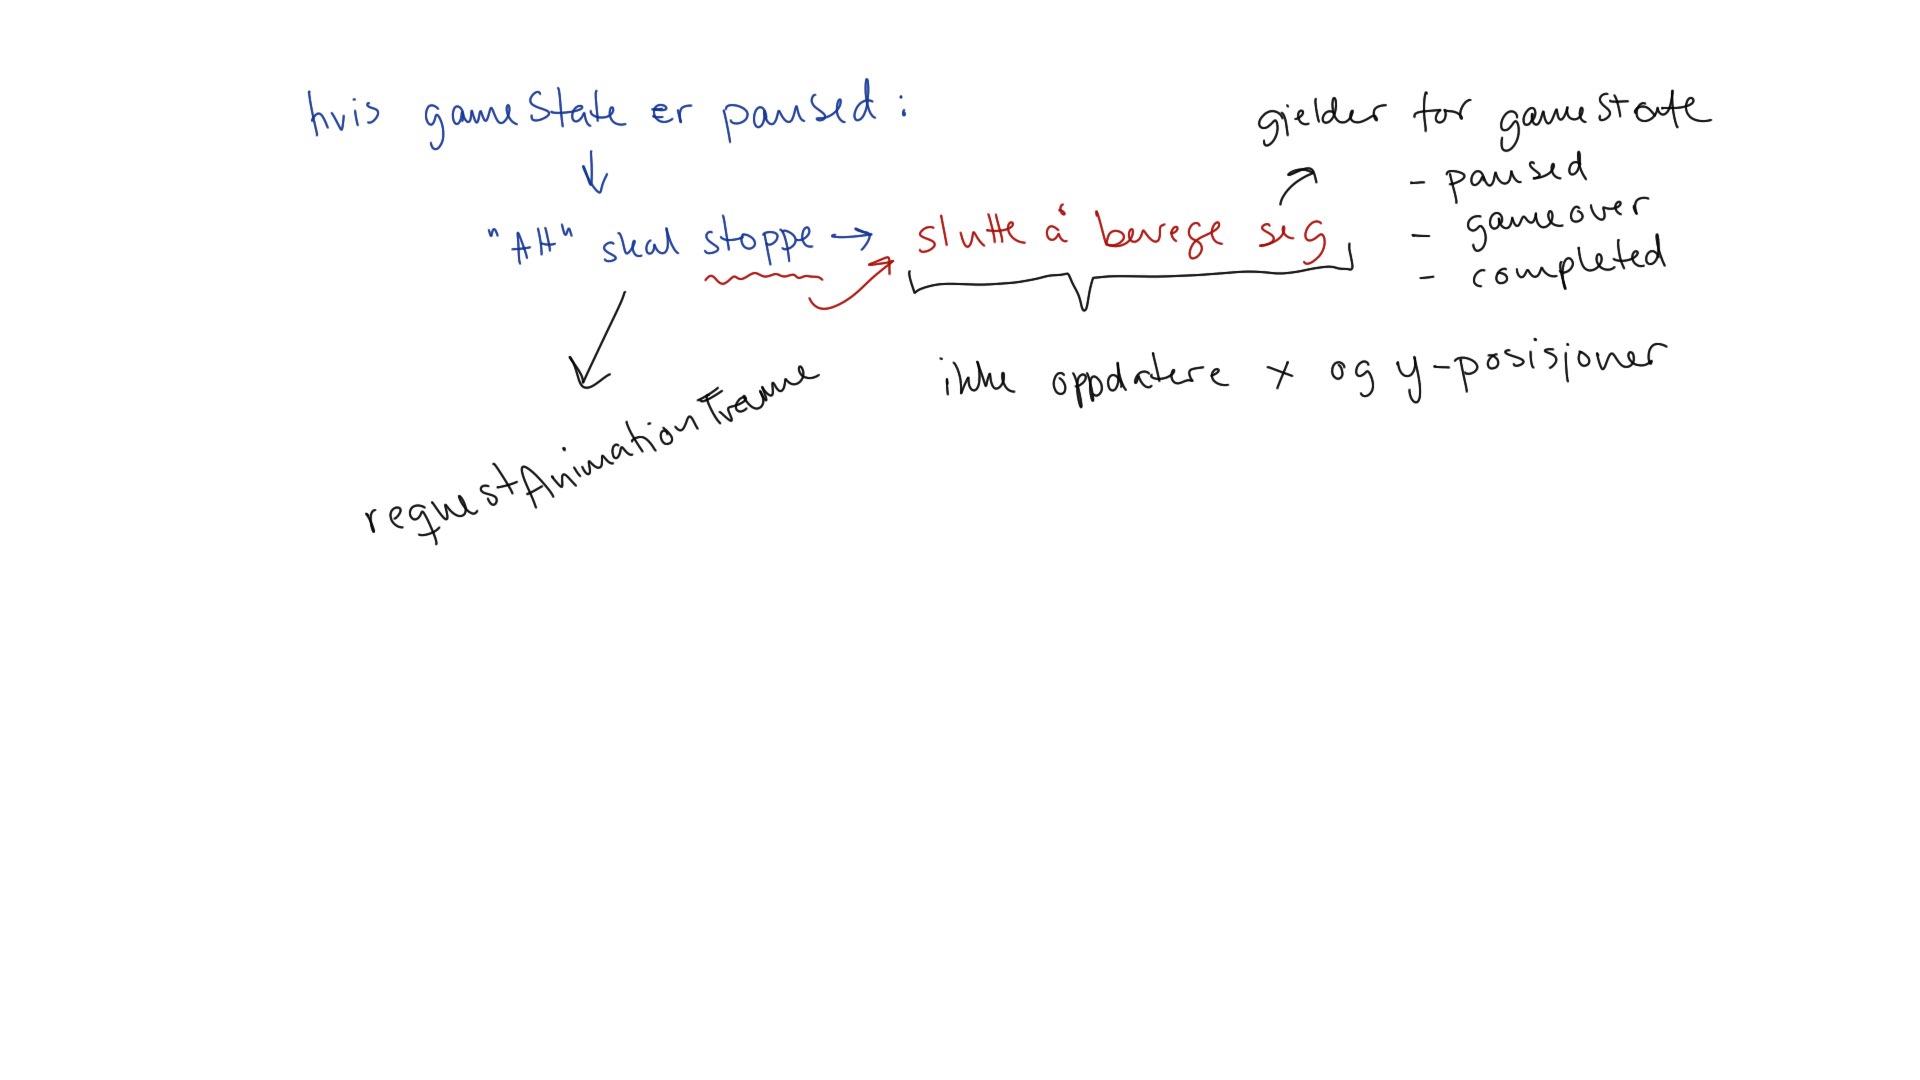 hvis gameState er paused :
"Alt" skal stoppe → slutte å bevege seg
gjelder for gamestate
- paused
- gameover
- completed
ikke oppdatere x og y-posisjoner
requestAnimationFrame